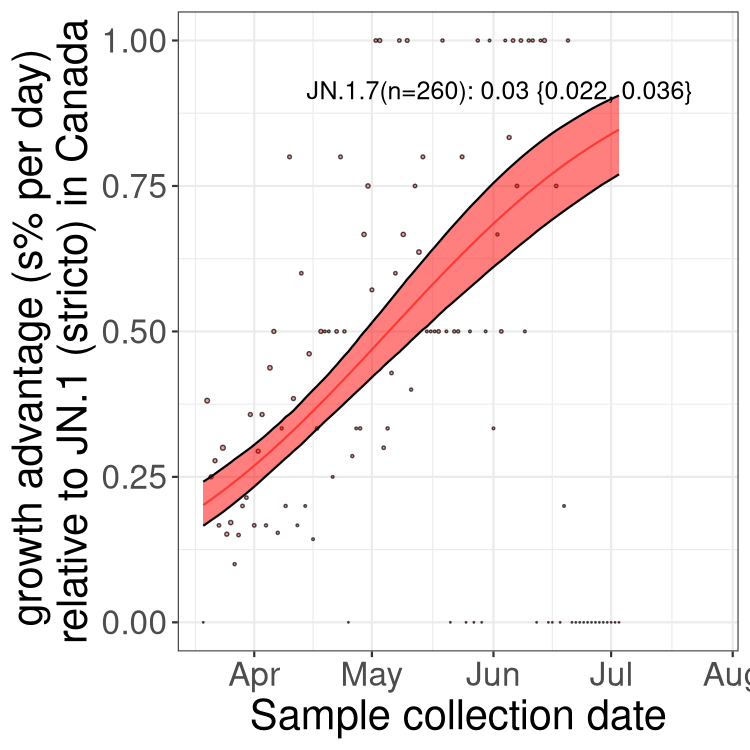 growth advantage (s% per day)
relative to JN.1 (stricto) in Canada
1.00
0.75
0.50
0.25
0.00
JN.1.7(n=260): 0.03 {0.022, 0.036}
Apr May Jun Jul Aug
Sample collection date